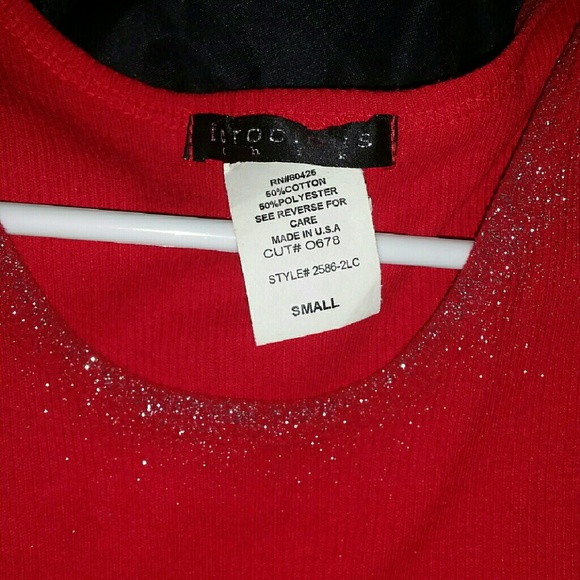 RN#80425
50%COTTON
50%POLYESTER
SEE REVERSE FOR
CARE
MADE IN U.S.A
CUT# O678
STYLE# 2586-2LC
SMALL